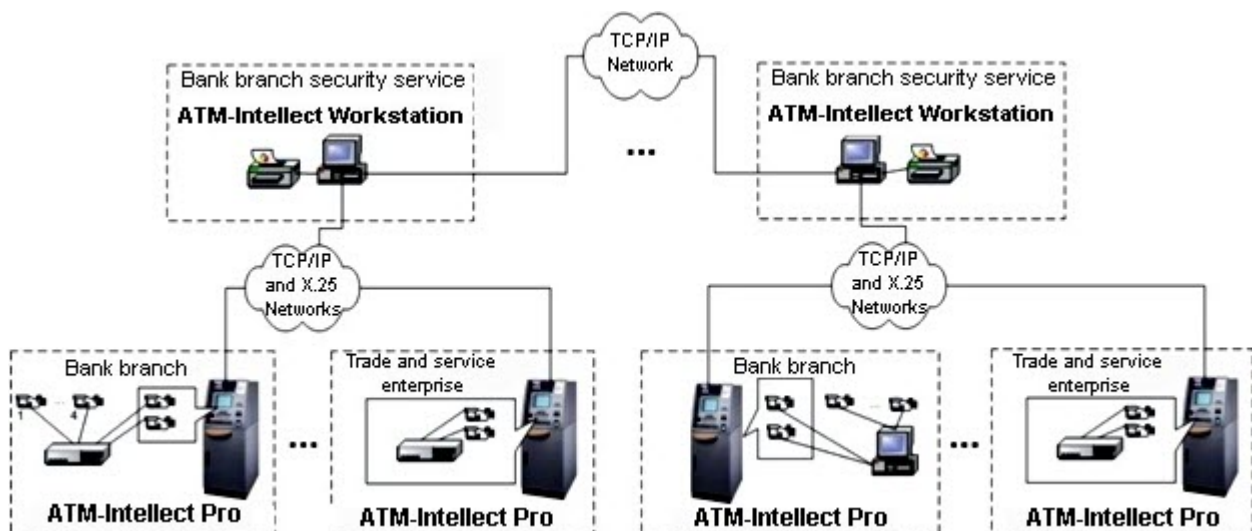 TCP/IP
Network
Bank branch security service
ATM-Intellect Workstation
Bank branch security service
ATM-Intellect Workstation
...
TCP/IP
and X.25
Networks
TCP/IP
and X.25
Networks
Bank branch
1 ... 4
ATM-Intellect Pro
...
Trade and service
enterprise
ATM-Intellect Pro
Bank branch
...
ATM-Intellect Pro
...
Trade and service
enterprise
ATM-Intellect Pro